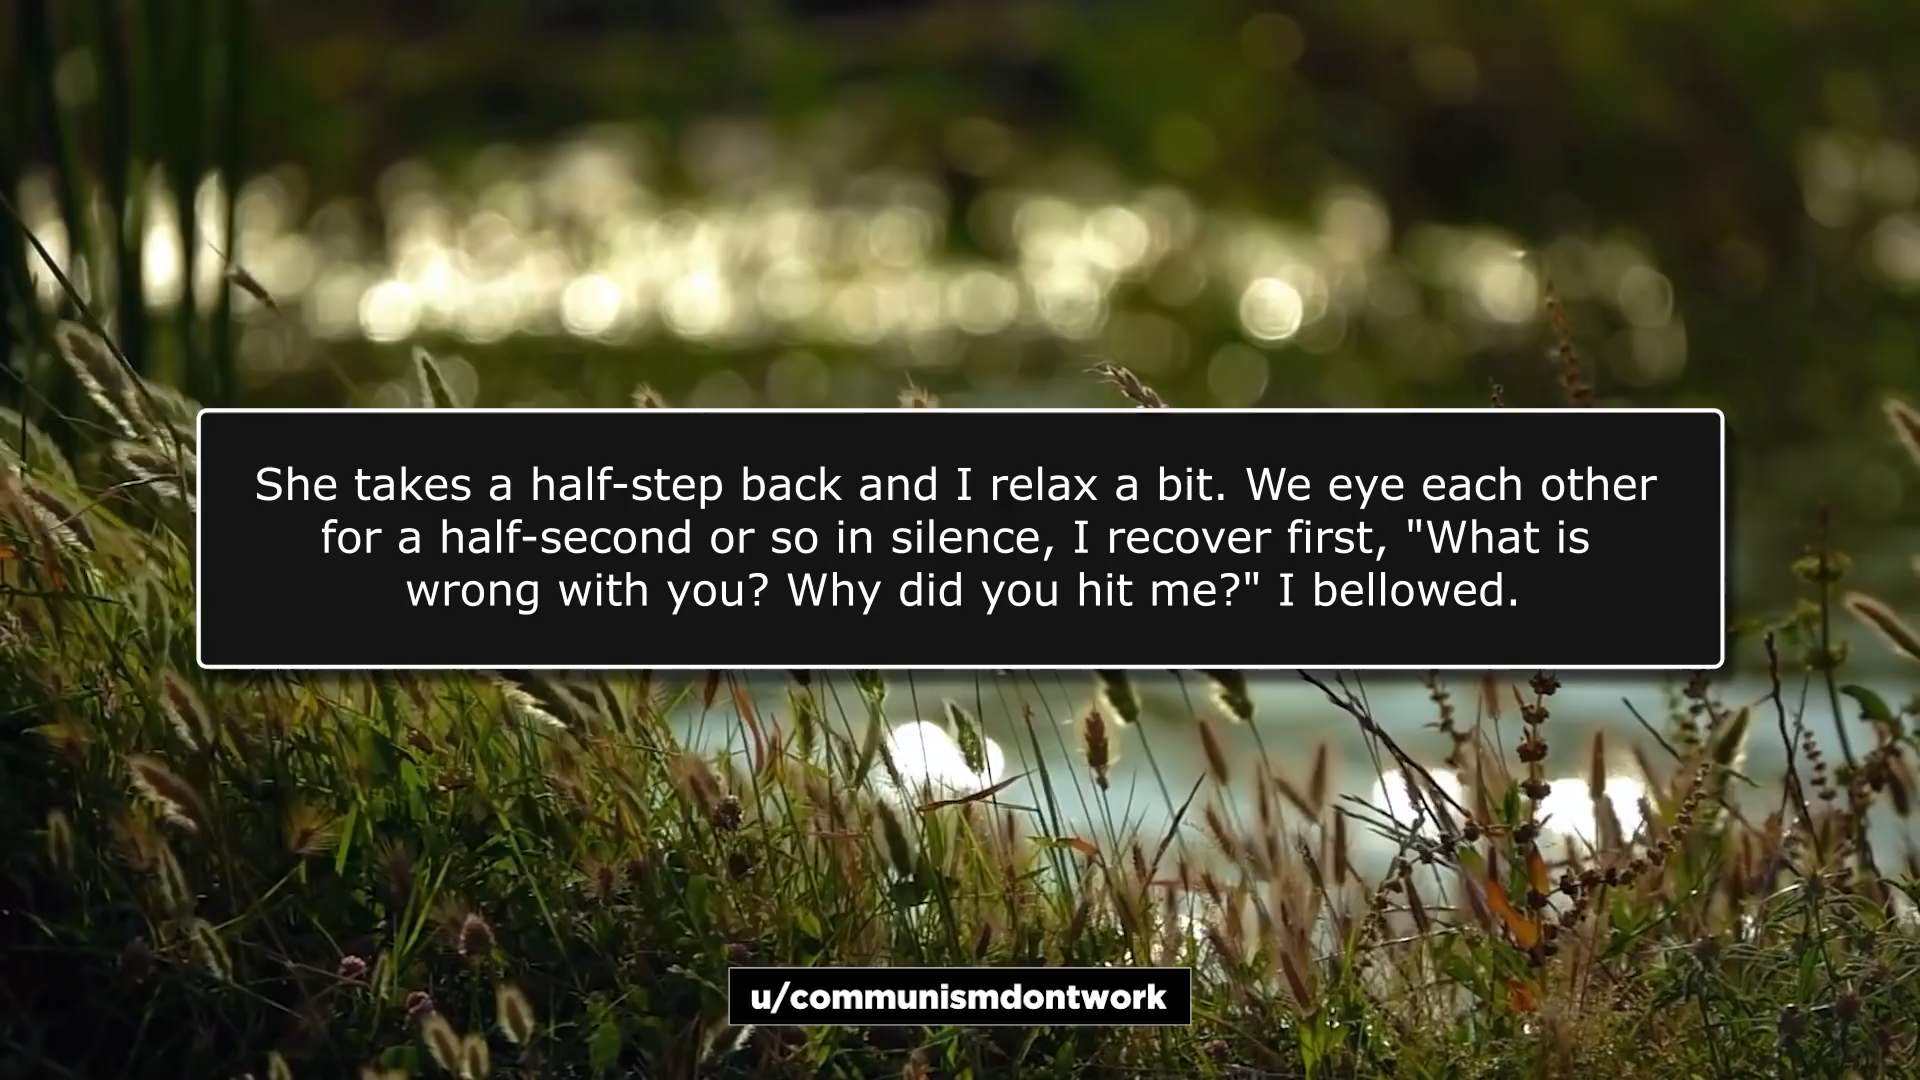 She takes a half-step back and I relax a bit. We eye each other
for a half-second or so in silence, I recover first, "What is
wrong with you? Why did you hit me?" I bellowed.
u/communismdontwork